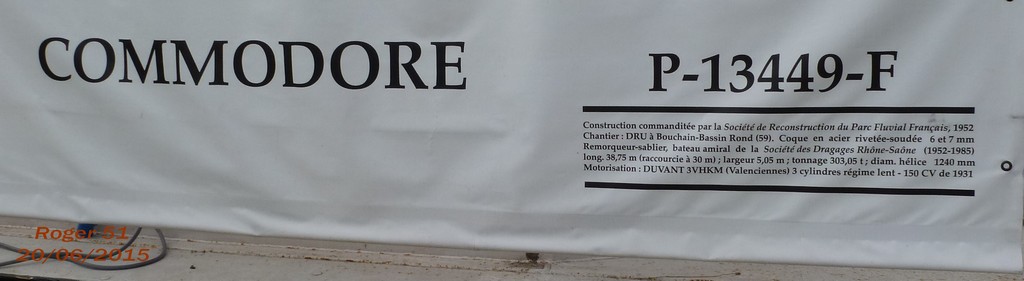 COMMODORE
P-13449-F
Construction commanditée par la Société de Reconstruction du Parc Fluvial Français, 1952
Chantier : DRU à Bouchain-Bassin Rond (59). Coque en acier rivetée-soudée 6 et 7 mm
Remorqueur-sablier, bateau amiral de la Société des Dragages Rhône-Saône (1952-1985)
long. 38,75 m (raccourcie à 30 m) ; largeur 5,05 m ; tonnage 303,05 t ; diam. hélice 1240 mm
Motorisation : DUVANT 3VHKM (Valenciennes) 3 cylindres régime lent - 150 CV de 1931
Roger 51
20/06/2015